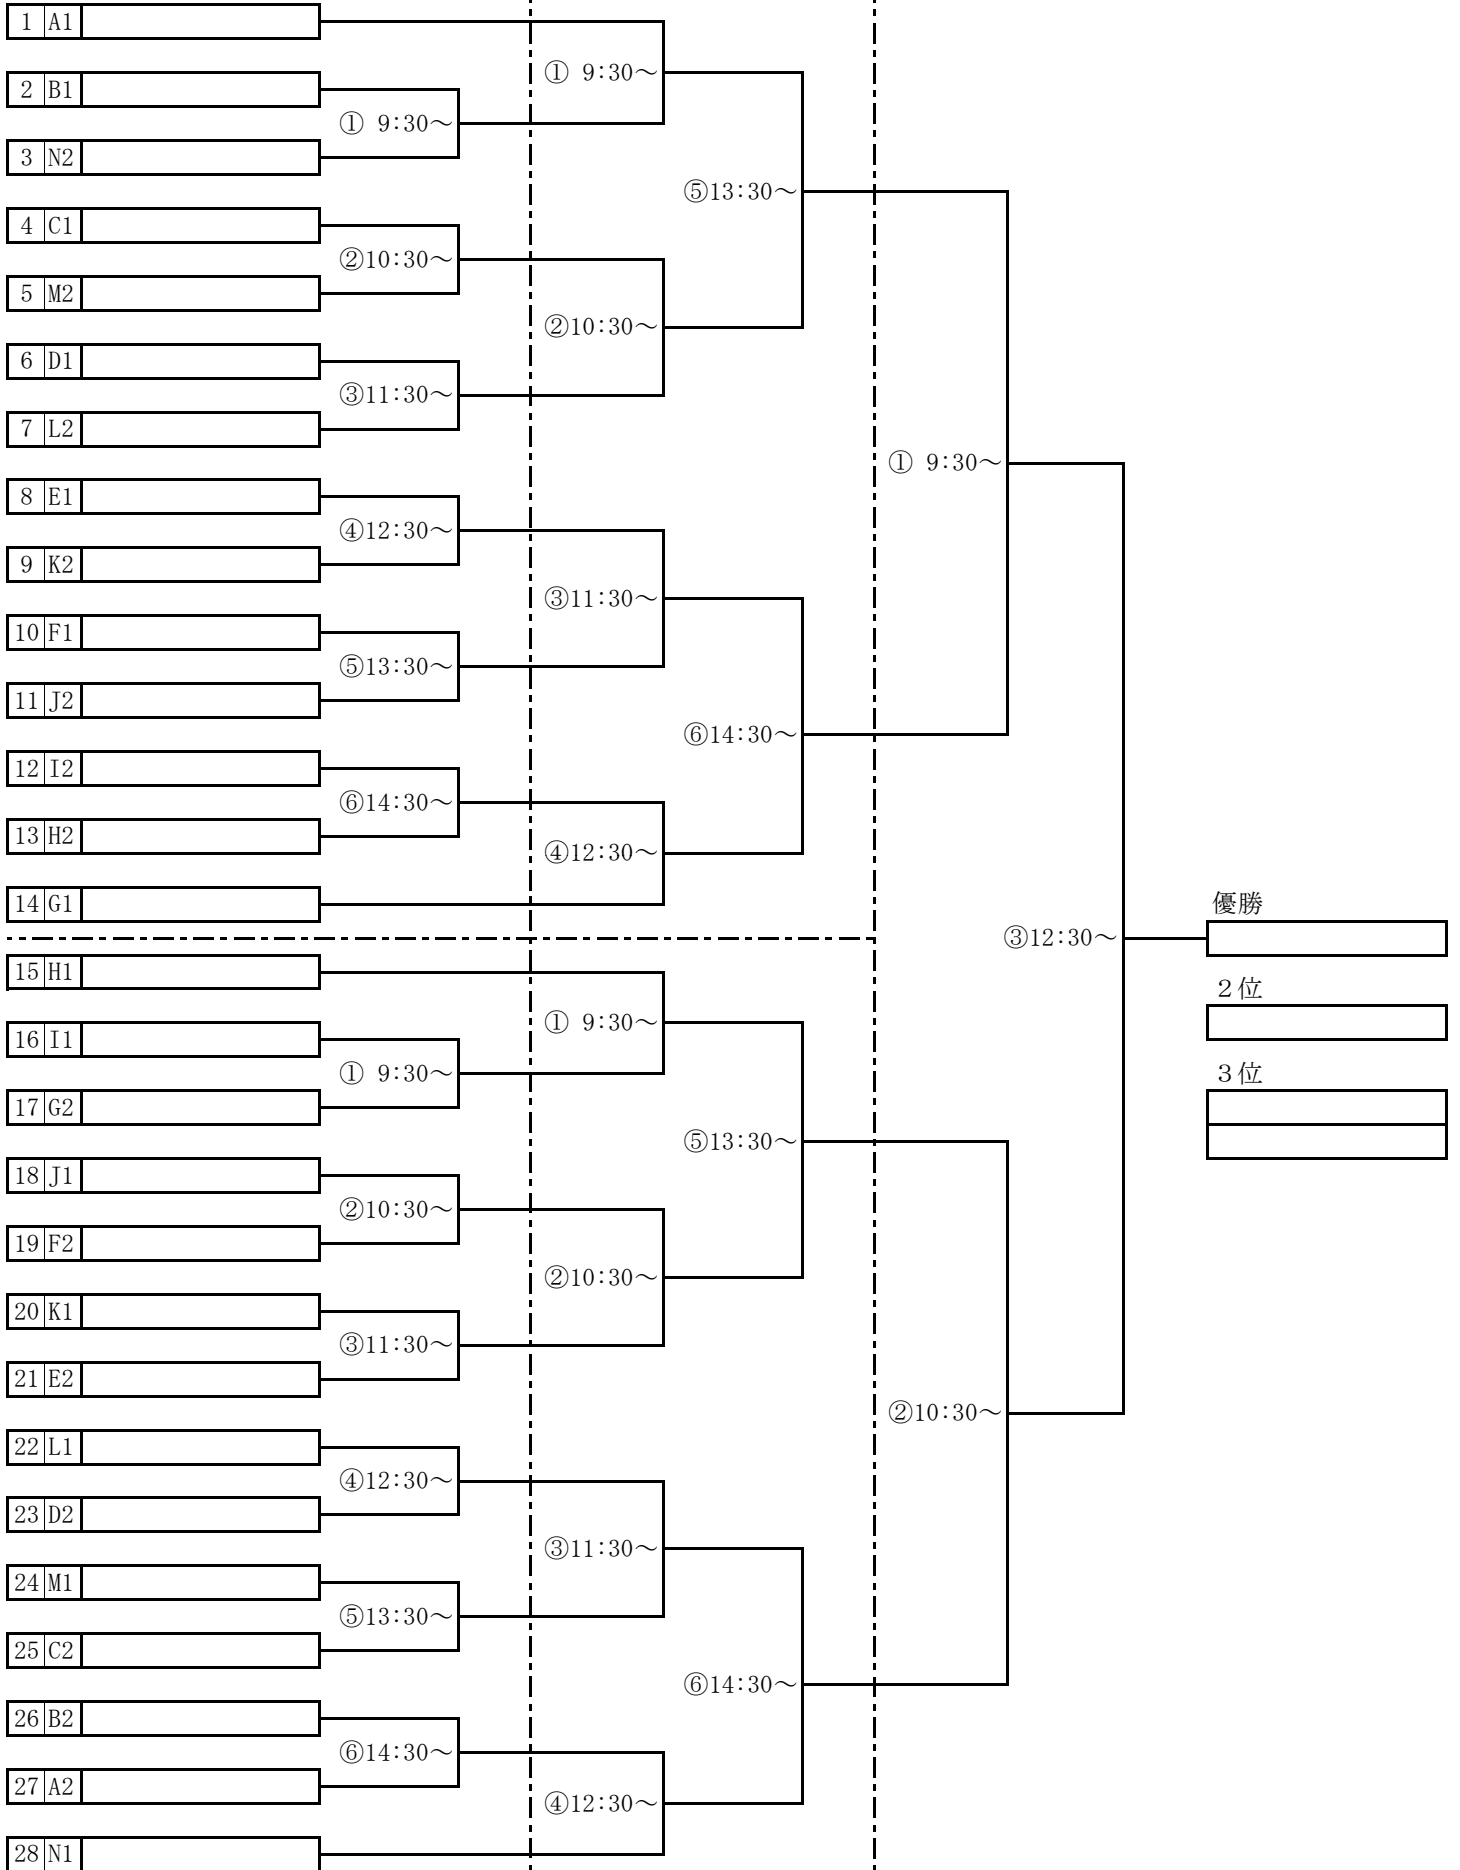 1 A1
① 9:30～
2 B1
① 9:30～
3 N2
⑤13:30～
4 C1
②10:30～
5 M2
②10:30～
6 D1
③11:30～
7 L2
① 9:30～
8 E1
④12:30～
9 K2
③11:30～
10 F1
⑤13:30～
11 J2
⑥14:30～
12 I2
⑥14:30～
13 H2
④12:30～
14 G1
優勝
③12:30～
15 H1
２位
① 9:30～
16 I1
① 9:30～
３位
17 G2
⑤13:30～
18 J1
②10:30～
19 F2
②10:30～
20 K1
③11:30～
21 E2
②10:30～
22 L1
④12:30～
23 D2
③11:30～
24 M1
⑤13:30～
25 C2
⑥14:30～
26 B2
⑥14:30～
27 A2
④12:30～
28 N1